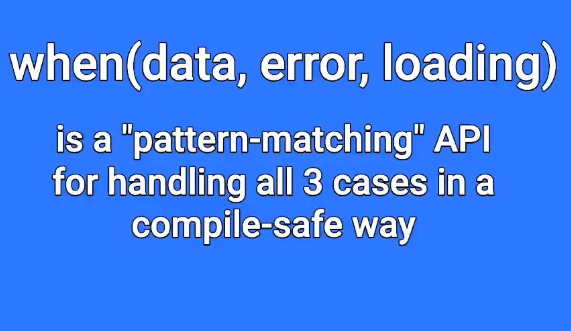 when(data, error, loading)
is a "pattern-matching" API
for handling all 3 cases in a
compile-safe way